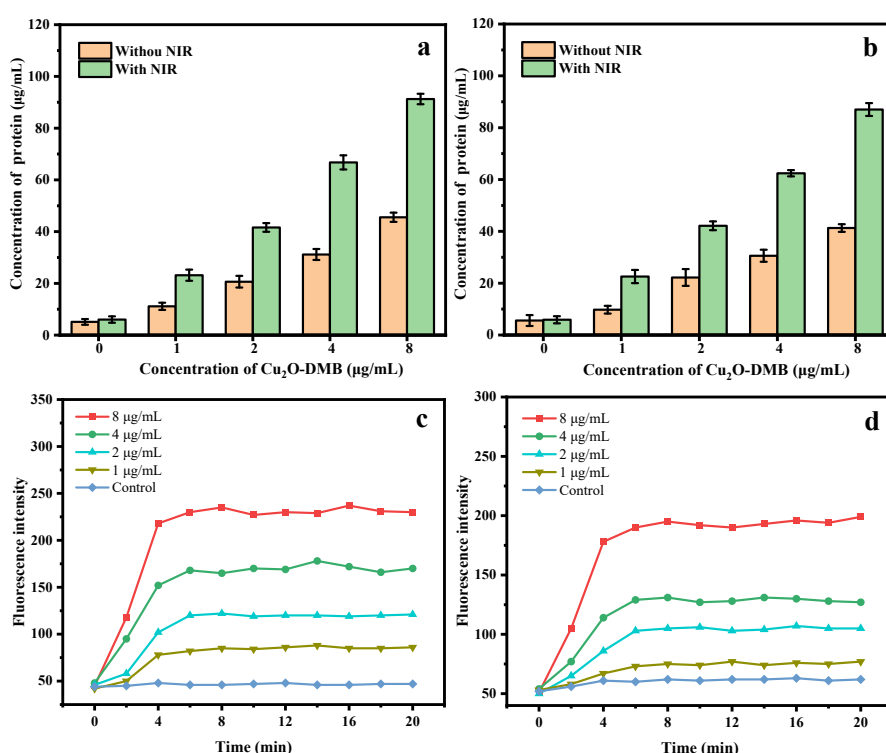 a
Withou NIR
With NIR
Concentration of protein (μg/mL)
120
100
80
60
40
20
0
0 1 2 4 8
Concentration of Cu₂O-DMB (μg/mL)
b
Without NIR
With NIR
Concentration of protein (μg/mL)
120
100
80
60
40
20
0
0 1 2 4 8
Concentration of Cu₂O-DMB (μg/mL)
c
8 μg/mL
4 μg/mL
2 μg/mL
1 μg/mL
Control
Fluorescence intensity
350
300
250
200
150
100
50
0 4 8 12 16 20
Time (min)
d
8 μg/mL
4 μg/mL
2 μg/mL
1 μg/mL
Control
Fluorescence intensity
300
250
200
150
100
50
0 4 8 12 16 20
Time (min)